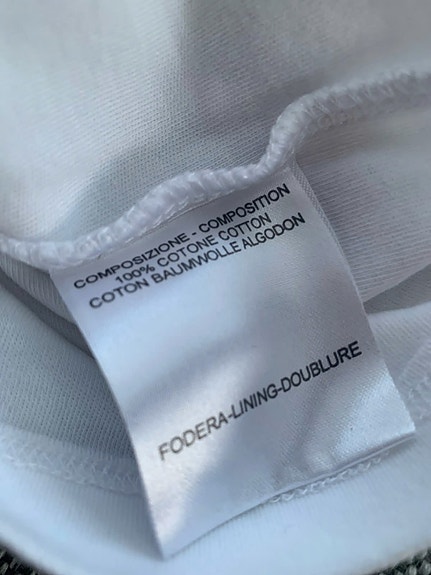 COMPOSIZIONE - COMPOSITION
100% COTONE COTTON
COTON BAUMWOLLE ALGODON
FODERA-LINING-DOUBLURE